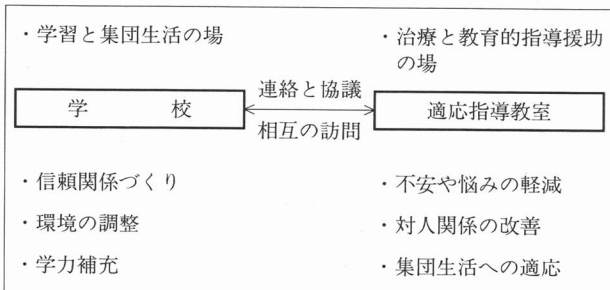 ・学習と集団生活の場
・治療と教育的指導援助
の場
連絡と協議
学校
適応指導教室
相互の訪問
・信頼関係づくり
・不安や悩みの軽減
・環境の調整
・対人関係の改善
・学力補充
・集団生活への適応